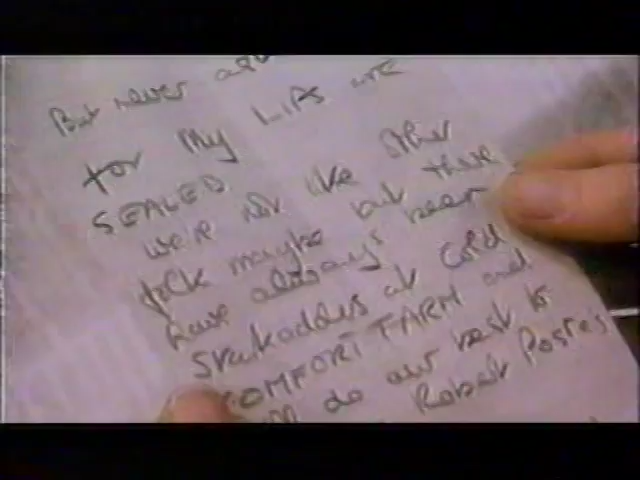 But never
for my LIPS are
SEALED
we're not like other
folk maybe but there
have always been
Starkadders at Cold
COMFORT FARM and
do our best to
Robert Postes